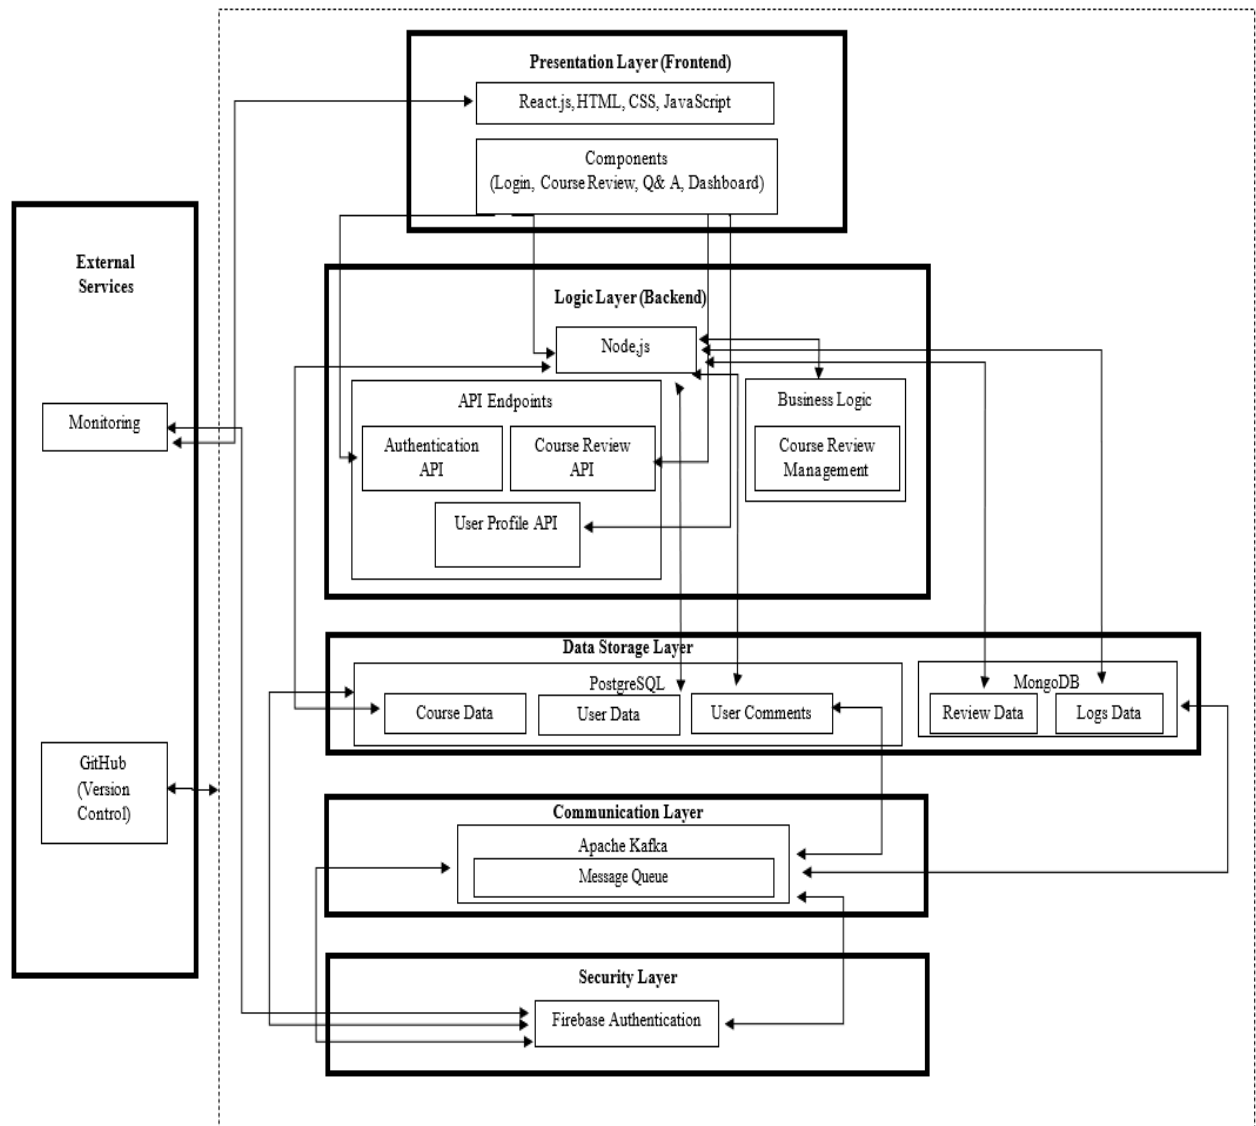 Presentation Layer (Frontend)
React.js, HTML, CSS, JavaScript
Components
(Login, Course Review, Q& A, Dashboard)
External
Services
Monitoring
GitHub
(Version
Control)
Logic Layer (Backend)
Node,js
API Endpoints
Authentication
API
Course Review
API
User Profile API
Business Logic
Course Review
Management
Data Storage Layer
PostgreSQL
Course Data
User Data
User Comments
MongoDB
Review Data
Logs Data
Communication Layer
Apache Kafka
Message Queue
Security Layer
Firebase Authentication